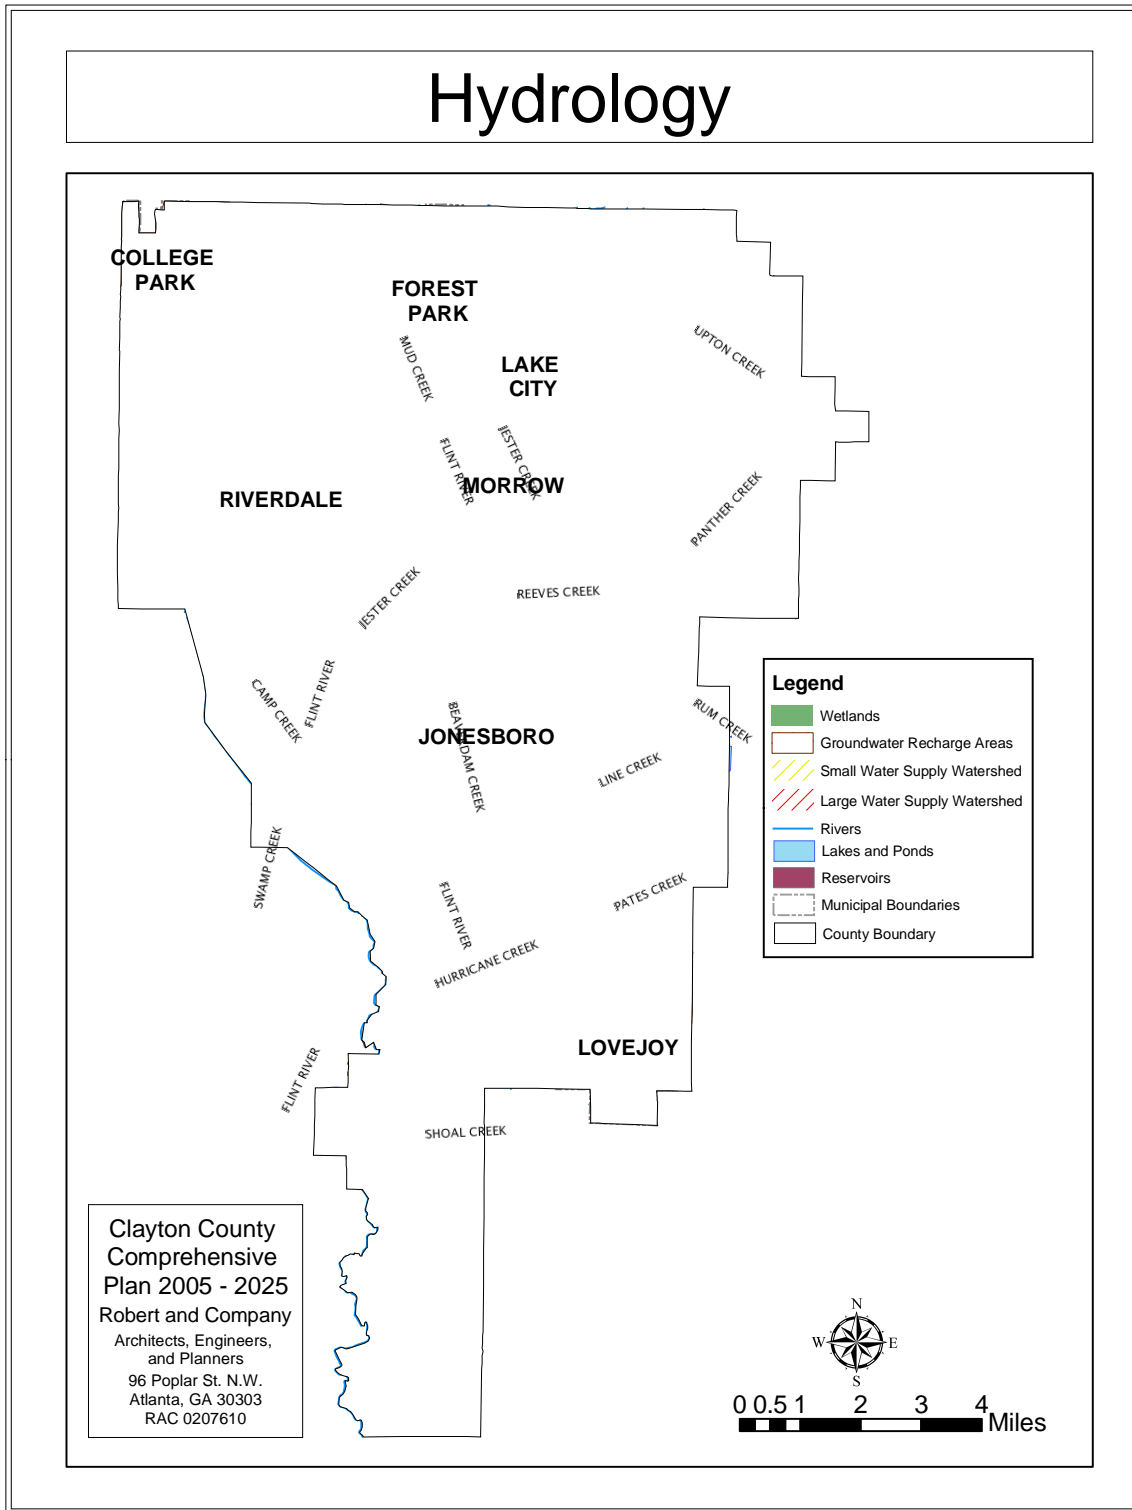 Hydrology
COLLEGE
PARK
FOREST
PARK
MUD CREEK
LAKE
CITY
UPTON CREEK
FLINT RIVER
JESTER CREEK
MORROW
RIVERDALE
PANTHER CREEK
JESTER CREEK
REEVES CREEK
CAMP CREEK
FLINT RIVER
BEAVERDAM CREEK
JONESBORO
RUM CREEK
LINE CREEK
SWAMP CREEK
FLINT RIVER
PATES CREEK
HURRICANE CREEK
LOVEJOY
FLINT RIVER
SHOAL CREEK
Legend
Wetlands
Groundwater Recharge Areas
Small Water Supply Watershed
Large Water Supply Watershed
Rivers
Lakes and Ponds
Reservoirs
Municipal Boundaries
County Boundary
Clayton County
Comprehensive
Plan 2005 - 2025
Robert and Company
Architects, Engineers,
and Planners
96 Poplar St. N.W.
Atlanta, GA 30303
RAC 0207610
N
W E
S
0 0.5 1 2 3 4
Miles